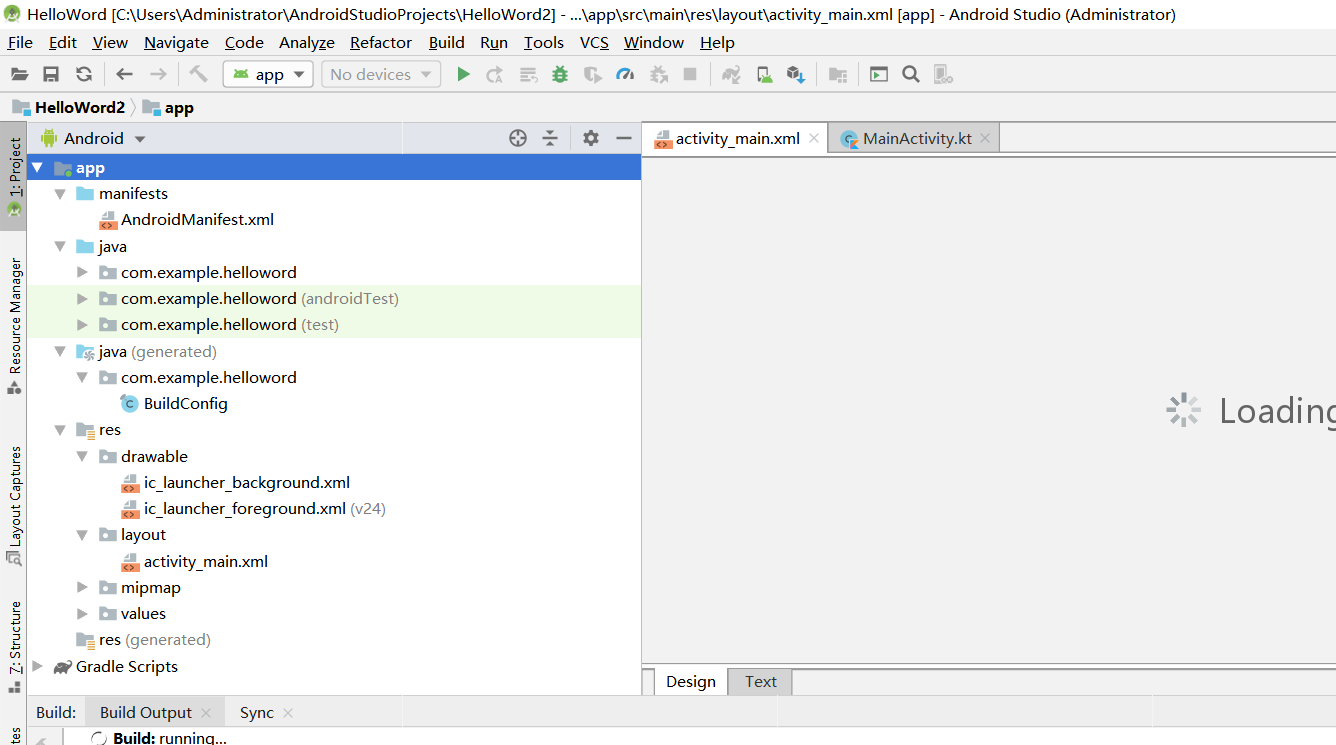 HelloWord [C:\Users\Administrator\AndroidStudioProjects\HelloWord2] - ...\app\src\main\res\layout\activity_main.xml [app] - Android Studio (Administrator)
File Edit View Navigate Code Analyze Refactor Build Run Tools VCS Window Help
app No devices
HelloWord2 app
1: Project
Android
activity_main.xml MainActivity.kt
app
manifests
AndroidManifest.xml
java
com.example.helloword
com.example.helloword (androidTest)
com.example.helloword (test)
java (generated)
com.example.helloword
BuildConfig
res
drawable
ic_launcher_background.xml
ic_launcher_foreground.xml (v24)
layout
activity_main.xml
mipmap
values
res (generated)
Gradle Scripts
Resource Manager
Layout Captures
Z: Structure
Loading
Design Text
Build: Build Output Sync
Build: running...